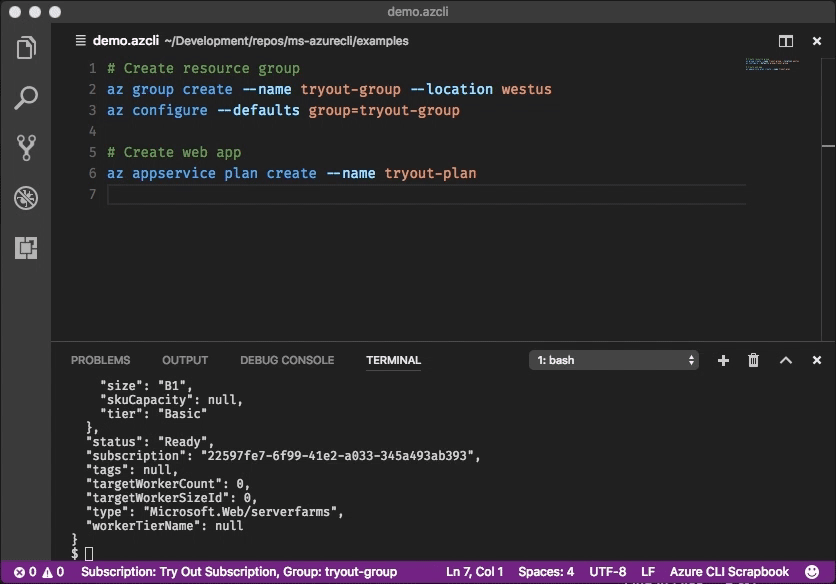 demo.azcli
demo.azcli ~/Development/repos/ms-azurecli/examples
1 # Create resource group
2 az group create --name tryout-group --location westus
3 az configure --defaults group=tryout-group
4
5 # Create web app
6 az appservice plan create --name tryout-plan
7
PROBLEMS OUTPUT DEBUG CONSOLE TERMINAL 1: bash
"size": "B1",
"skuCapacity": null,
"tier": "Basic"
},
"status": "Ready",
"subscription": "22597fe7-6f99-41e2-a033-345a493ab393",
"tags": null,
"targetWorkerCount": 0,
"targetWorkerSizeId": 0,
"type": "Microsoft.Web/serverfarms",
"workerTierName": null
}
$
0 0 Subscription: Try Out Subscription, Group: tryout-group Ln 7, Col 1 Spaces: 4 UTF-8 LF Azure CLI Scrapbook